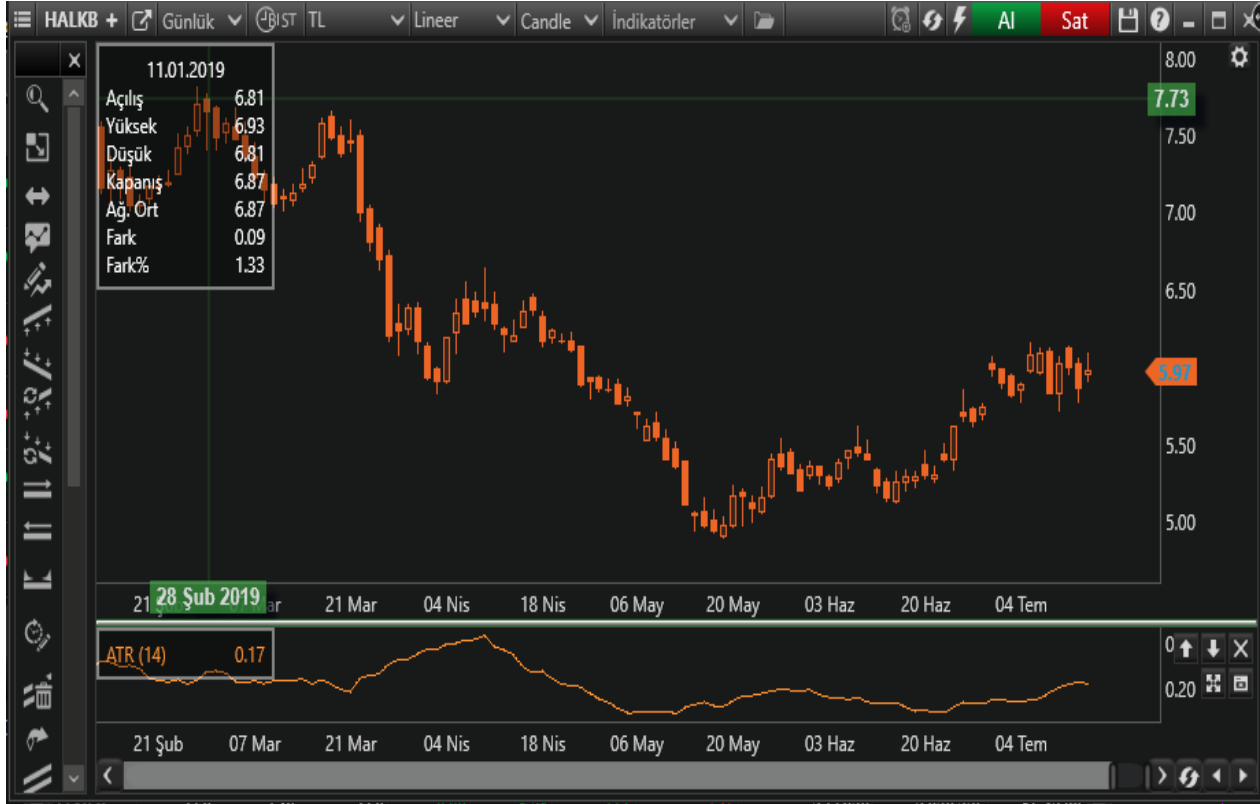 HALKB + Günlük BIST TL Lineer Candle İndikatörler Al Sat
11.01.2019
Açılış 6.81
Yüksek 6.93
Düşük 6.81
Kapanış 6.87
Ağ. Ort 6.87
Fark 0.09
Fark% 1.33
8.00
7.73
7.50
7.00
6.50
5.97
5.50
5.00
21 28 Şub 2019 21 Mar 04 Nis 18 Nis 06 May 20 May 03 Haz 20 Haz 04 Tem
ATR (14) 0.17
0
0.20
21 Şub 07 Mar 21 Mar 04 Nis 18 Nis 06 May 20 May 03 Haz 20 Haz 04 Tem